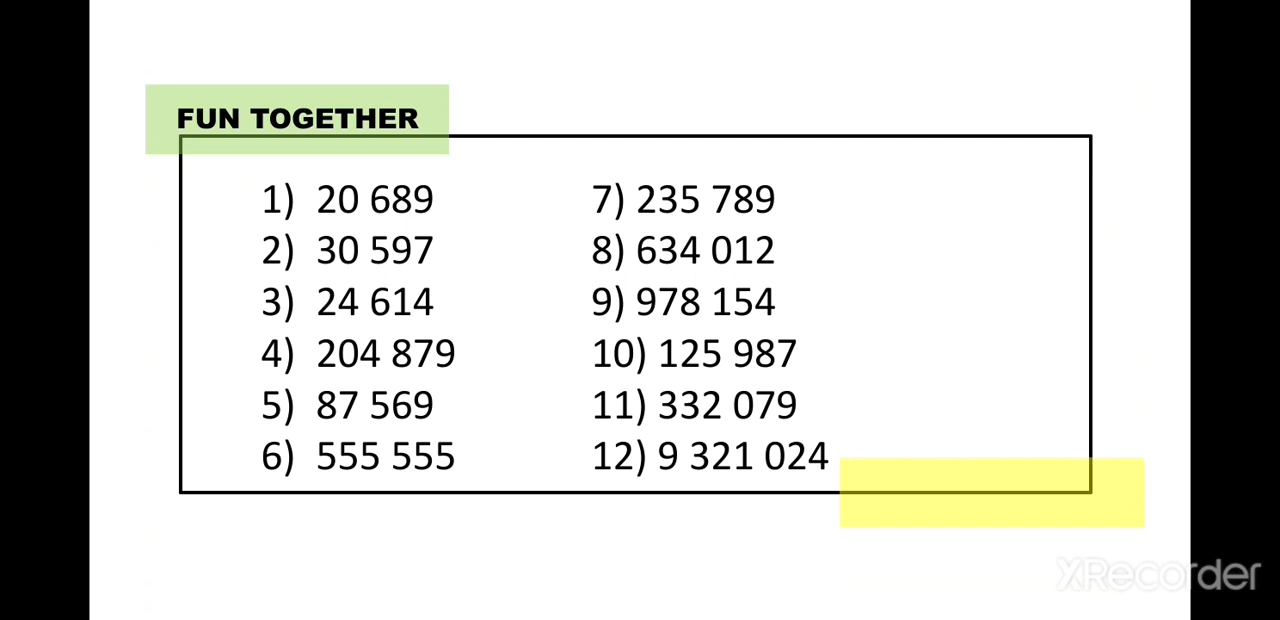 FUN TOGETHER
1) 20 689
2) 30 597
3) 24 614
4) 204 879
5) 87 569
6) 555 555
7) 235 789
8) 634 012
9) 978 154
10) 125 987
11) 332 079
12) 9 321 024
XRecorder